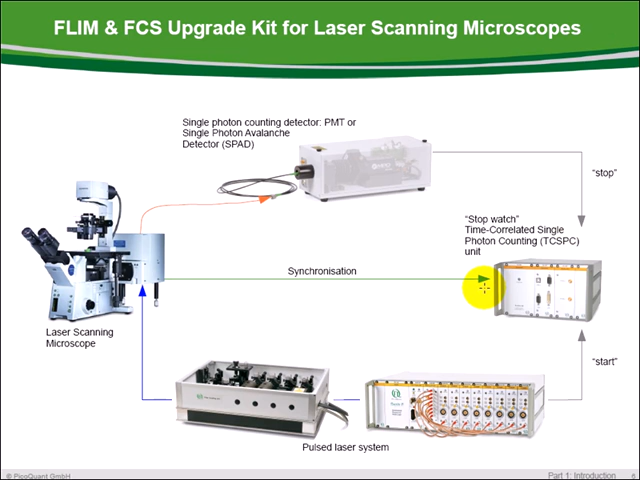 FLIM & FCS Upgrade Kit for Laser Scanning Microscopes
Single photon counting detector: PMT or
Single Photon Avalanche
Detector (SPAD)
"stop"
"Stop watch"
Time-Correlated Single
Photon Counting (TCSPC)
unit
Synchronisation
Laser Scanning
Microscope
"start"
Pulsed laser system
© PicoQuant GmbH
Part 1: Introduction
6